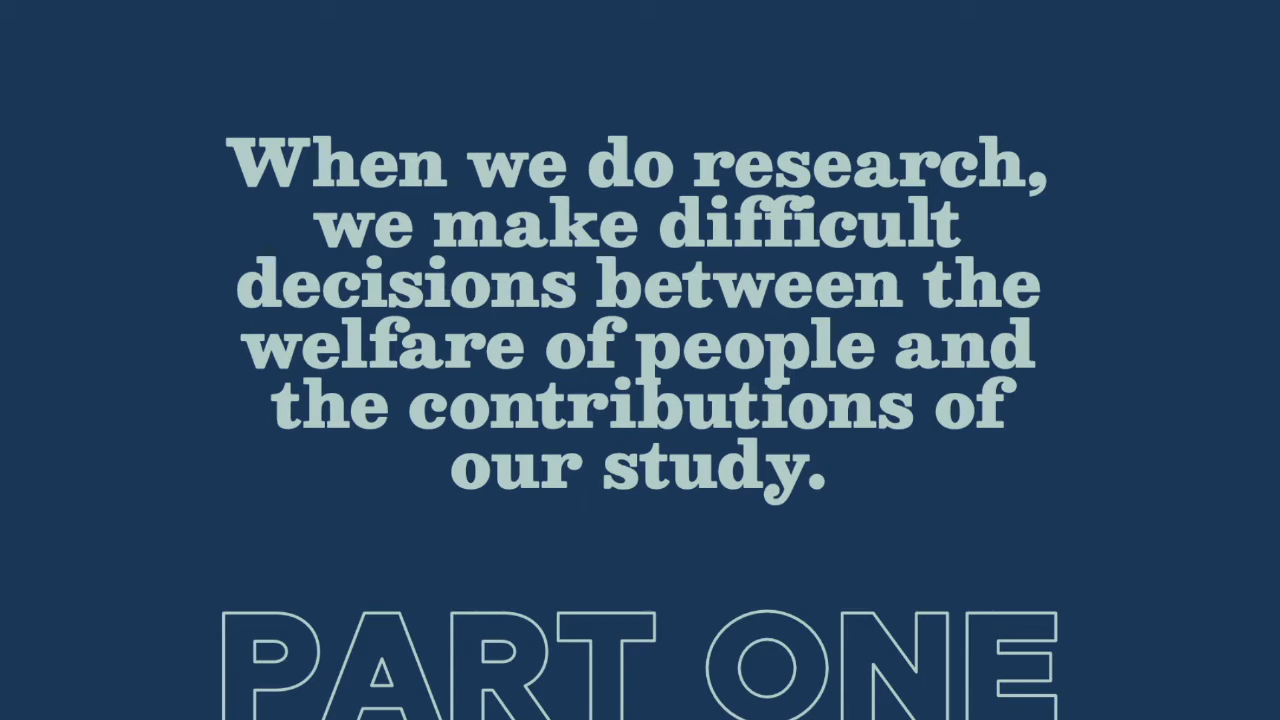 When we do research,
we make difficult
decisions between the
welfare of people and
the contributions of
our study.
PART ONE